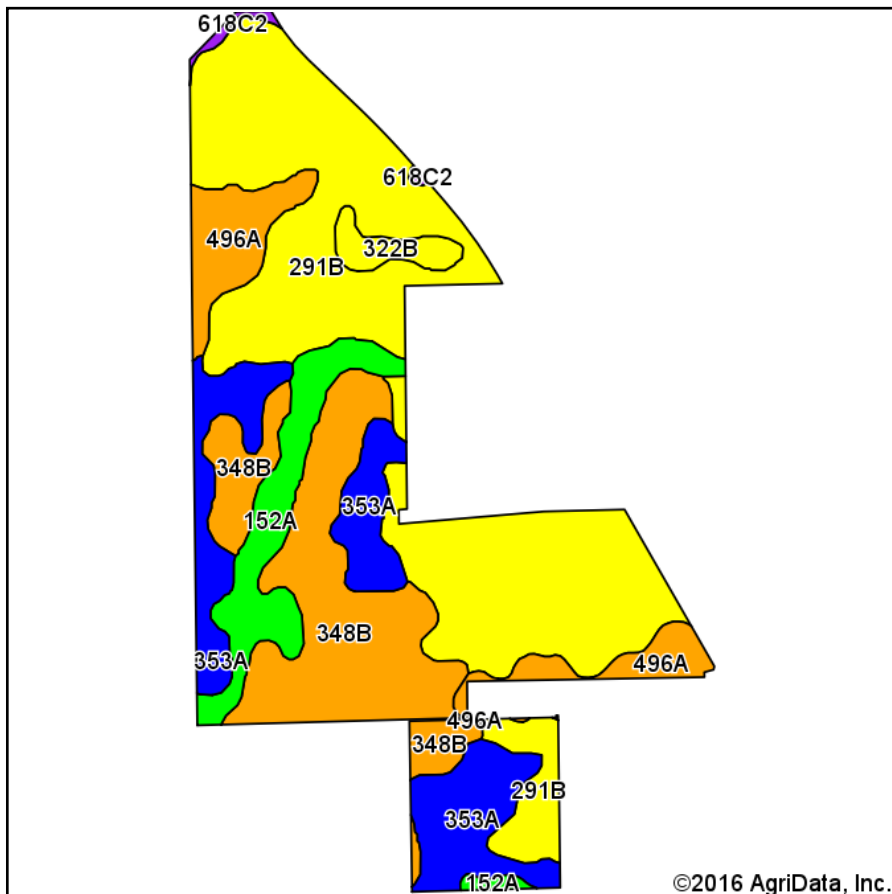 618C2
618C2
496A
322B
291B
348B
353A
152A
348B
353A
496A
496A
348B
291B
353A
152A
©2016 AgriData, Inc.